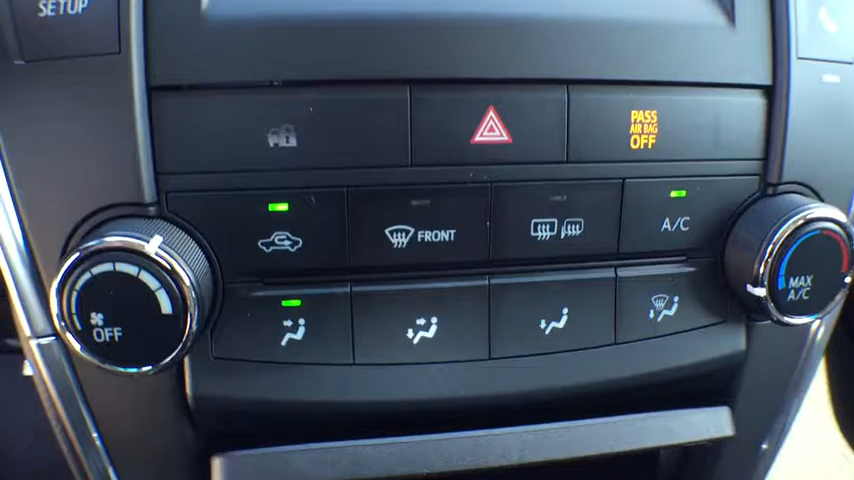 SETUP
PASS
AIR BAG
OFF
FRONT
A/C
OFF
MAX
A/C